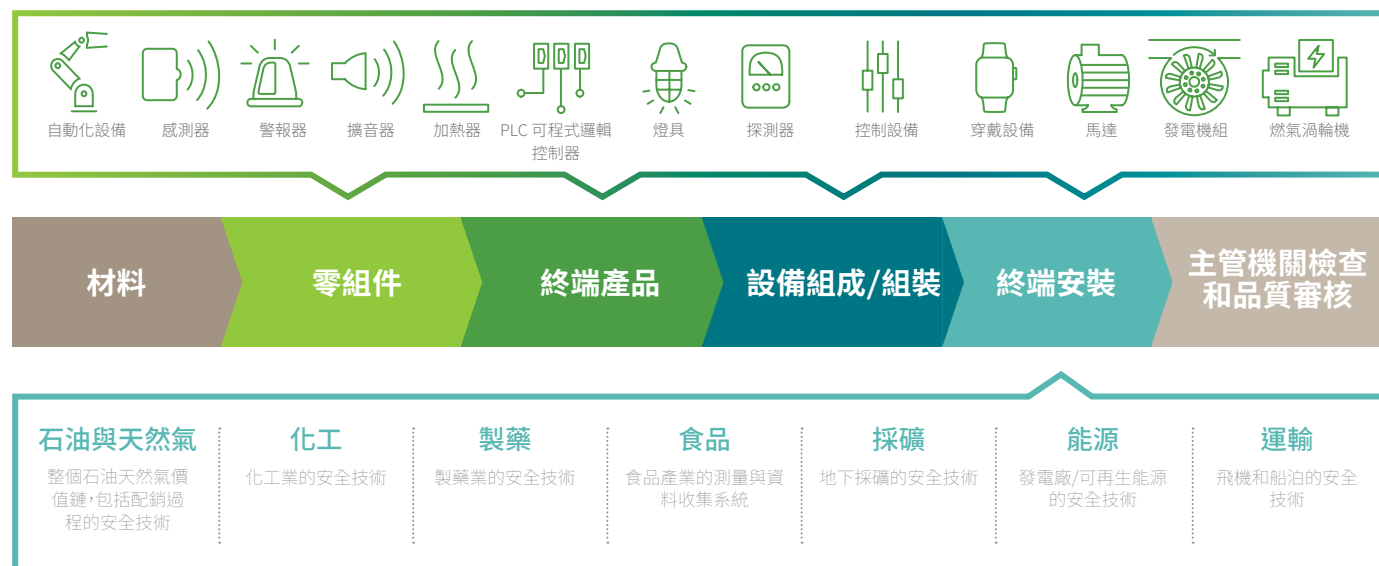 自動化設備
感測器
警報器
擴音器
加熱器
PLC 可程式邏輯
控制器
燈具
探測器
控制設備
穿戴設備
馬達
發電機組
燃氣渦輪機
材料
零組件
終端產品
設備組成/組裝
終端安裝
主管機關檢查
和品質審核
石油與天然氣
整個石油天然氣價
值鏈，包括配銷過
程的安全技術
化工
化工業的安全技術
製藥
製藥業的安全技術
食品
食品產業的測量與資
料收集系統
採礦
地下採礦的安全技術
能源
發電廠/可再生能源
的安全技術
運輸
飛機和船泊的安全
技術